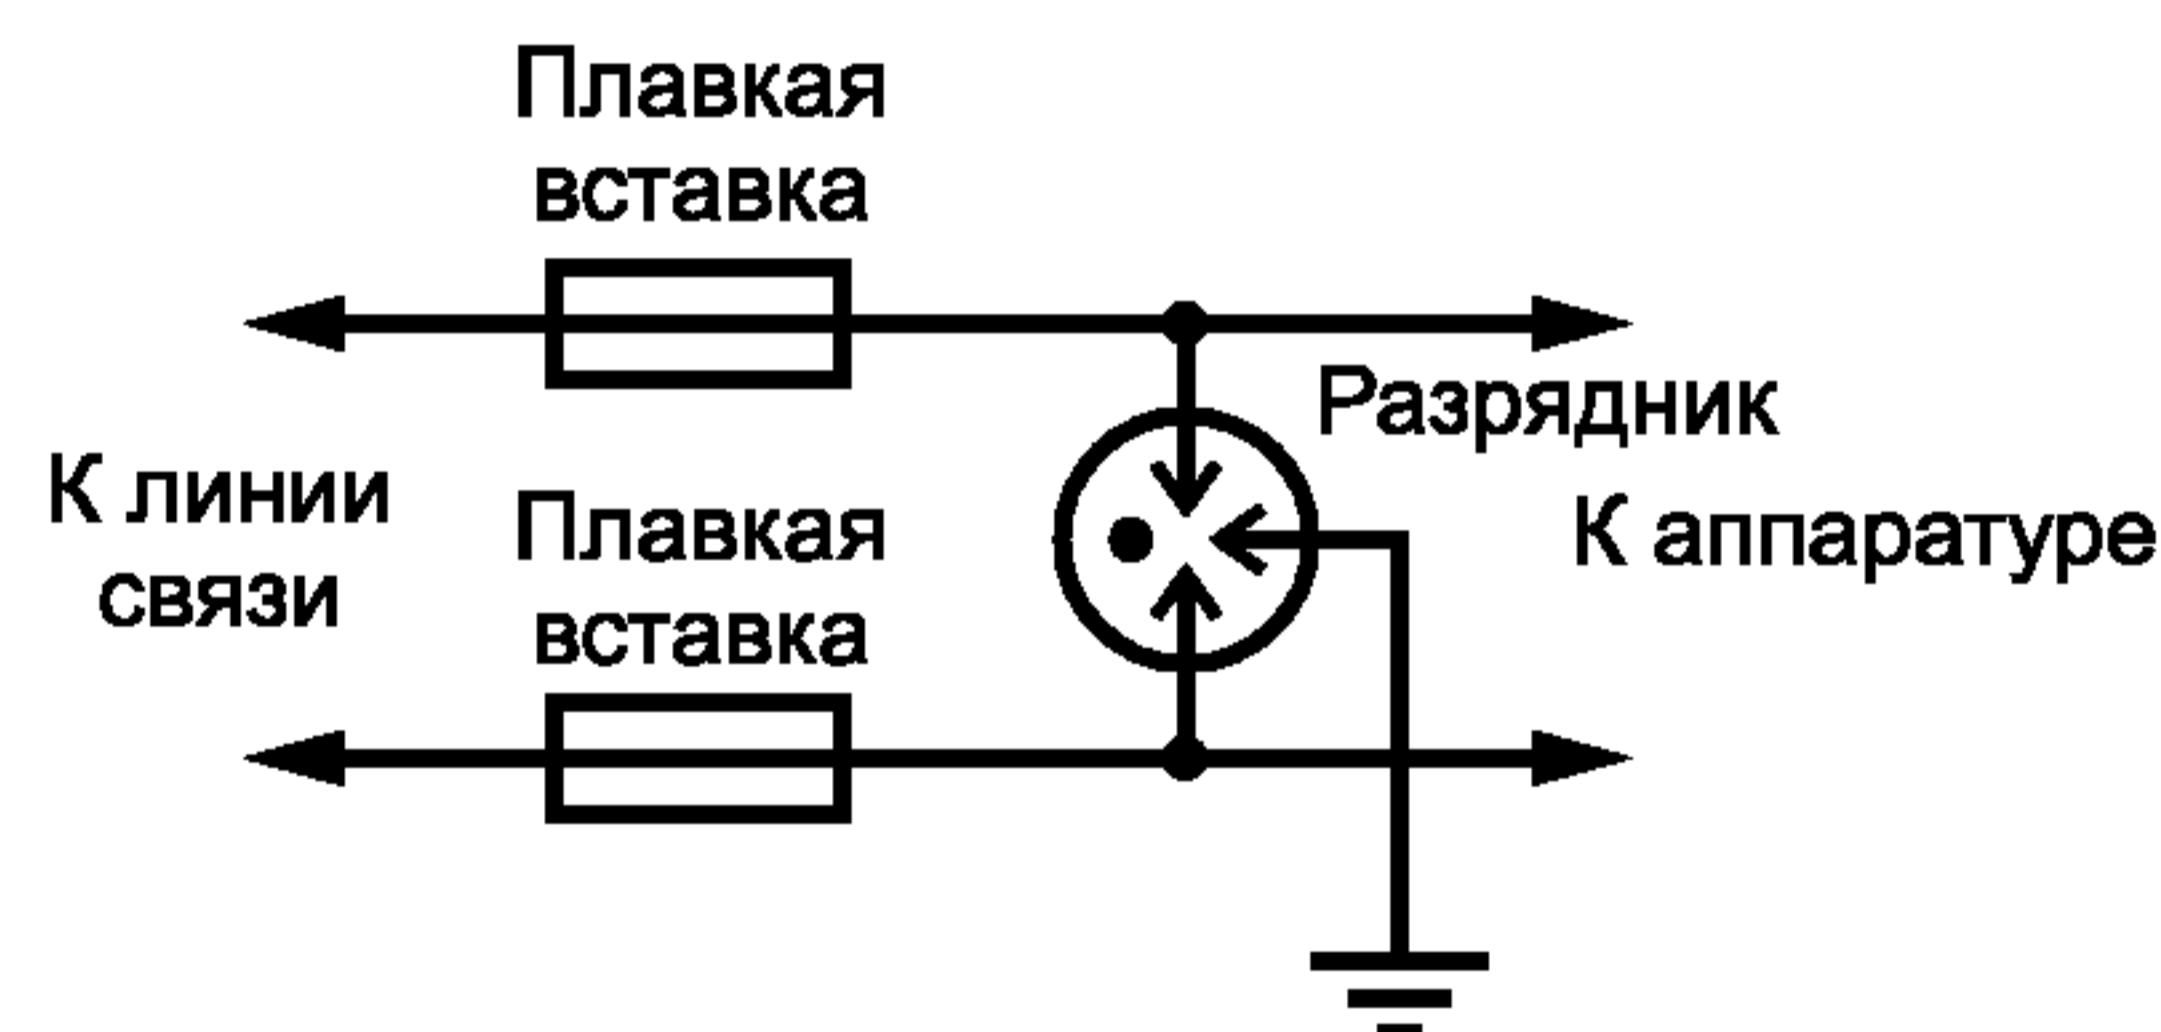 Плавкая
вставка
Разрядник
К линии
связи
Плавкая
вставка
К аппаратуре